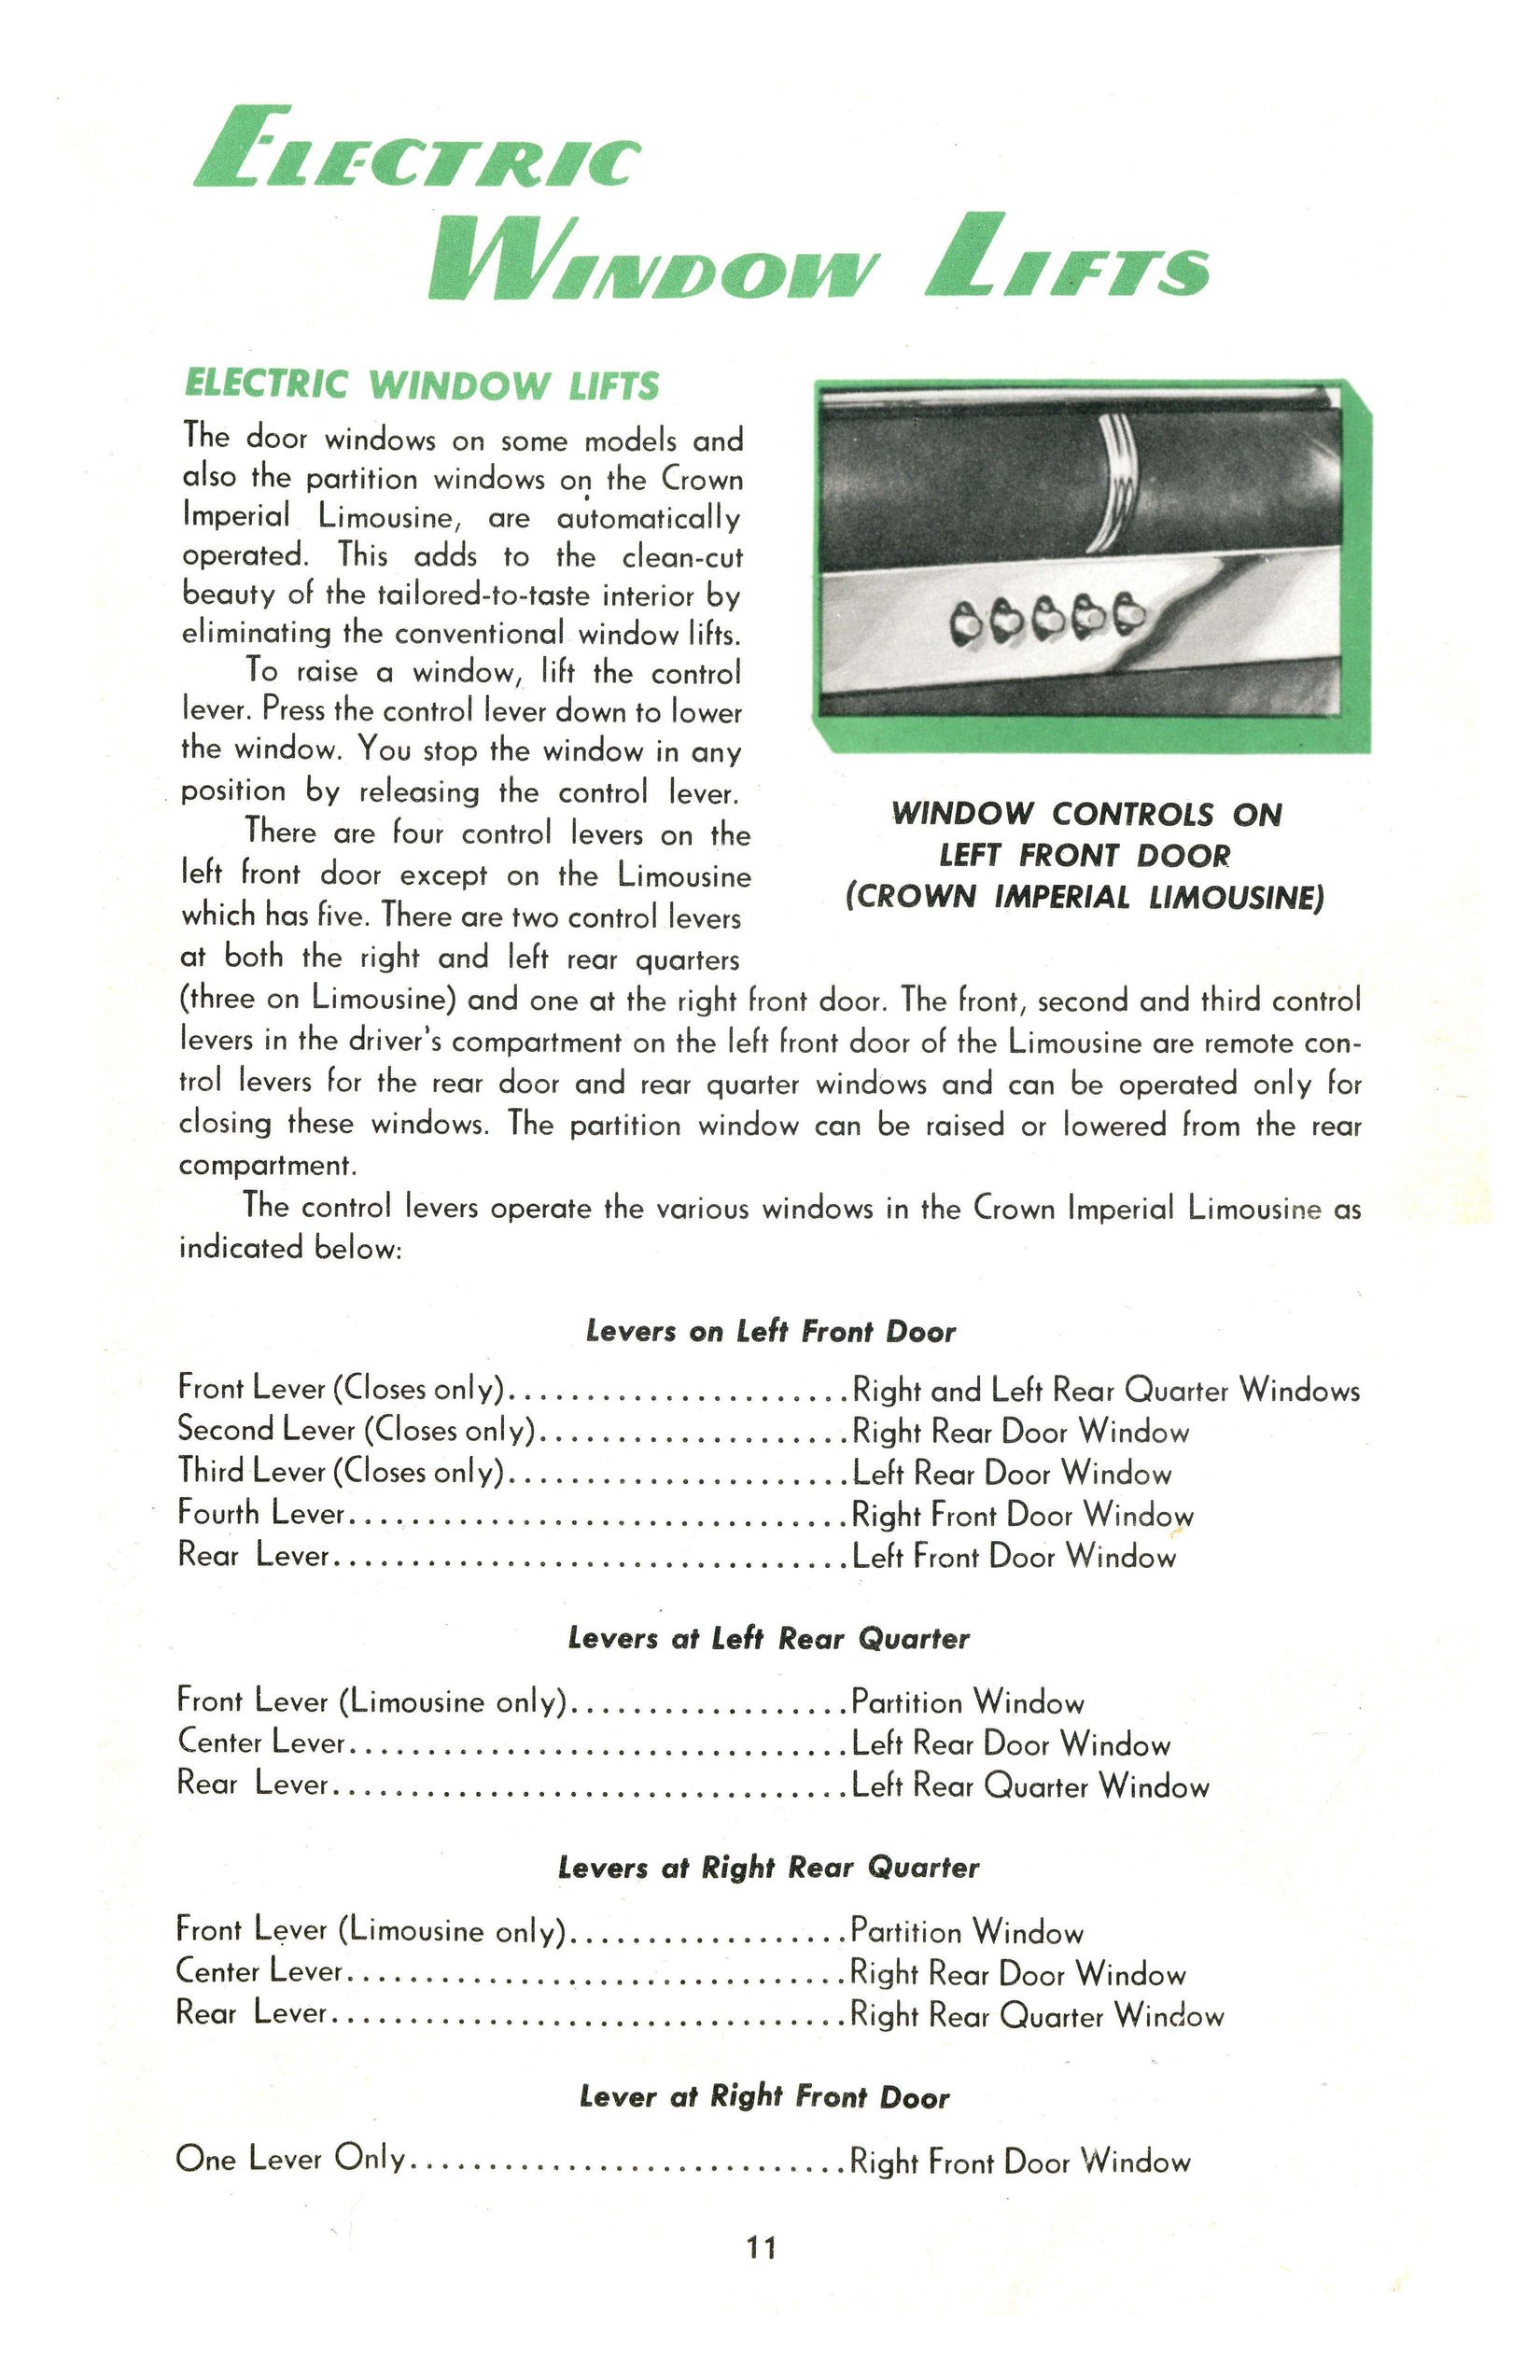 ELECTRIC
WINDOW LIFTS
ELECTRIC WINDOW LIFTS
The door windows on some models and
also the partition windows on the Crown
Imperial Limousine, are automatically
operated. This adds to the clean-cut
beauty of the tailored-to-taste interior by
eliminating the conventional window lifts.
To raise a window, lift the control
lever. Press the control lever down to lower
the window. You stop the window in any
position by releasing the control lever.
There are four control levers on the
left front door except on the Limousine
which has five. There are two control levers
at both the right and left rear quarters
(three on Limousine) and one at the right front door. The front, second and third control
levers in the driver's compartment on the left front door of the Limousine are remote con-
trol levers for the rear door and rear quarter windows and can be operated only for
closing these windows. The partition window can be raised or lowered from the rear
compartment.
The control levers operate the various windows in the Crown Imperial Limousine as
indicated below:
WINDOW CONTROLS ON
LEFT FRONT DOOR
(CROWN IMPERIAL LIMOUSINE)
Levers on Left Front Door
Front Lever (Closes only)......................Right and Left Rear Quarter Windows
Second Lever (Closes only)....................Right Rear Door Window
Third Lever (Closes only)......................Left Rear Door Window
Fourth Lever................................Right Front Door Window
Rear Lever.................................Left Front Door Window
Levers at Left Rear Quarter
Front Lever (Limousine only)..................Partition Window
Center Lever................................Left Rear Door Window
Rear Lever.................................Left Rear Quarter Window
Levers at Right Rear Quarter
Front Lever (Limousine only)..................Partition Window
Center Lever................................Right Rear Door Window
Rear Lever.................................Right Rear Quarter Window
Lever at Right Front Door
One Lever Only............................Right Front Door Window
11